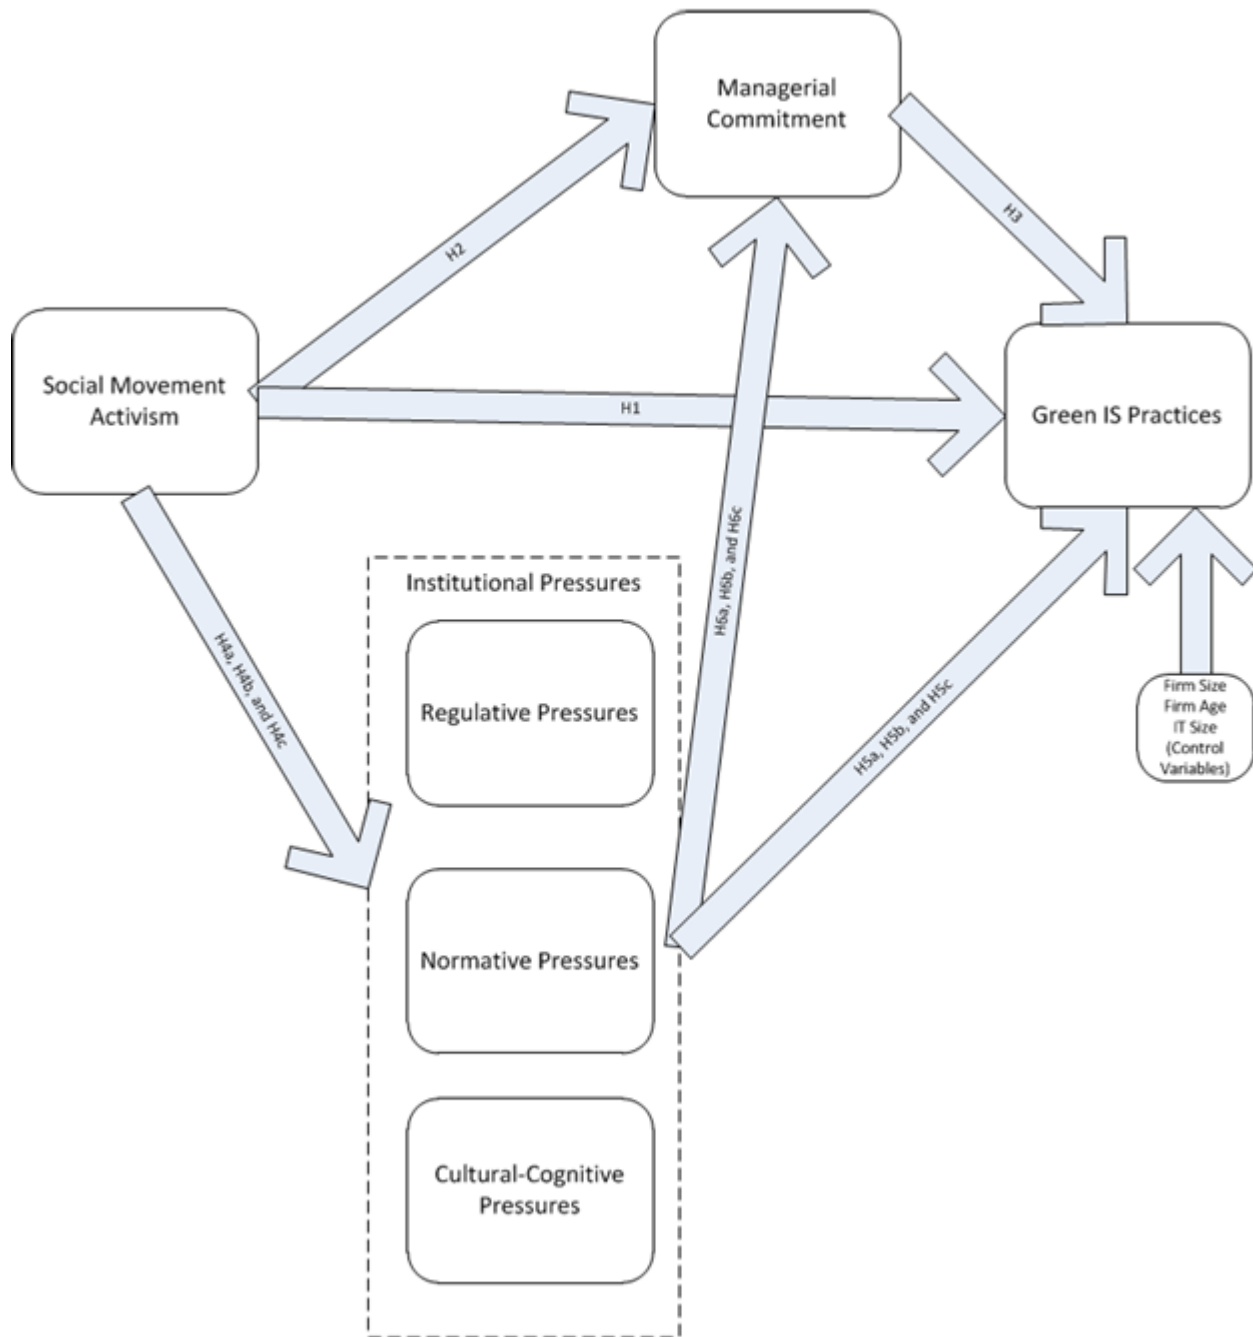 Managerial
Commitment
H3
H2
Social Movement
Activism
H1
Green IS Practices
H4a, H4b, and H4c
Institutional Pressures
H6a, H6b, and H6c
Regulative Pressures
H5a, H5b, and H5c
Firm Size
Firm Age
IT Size
(Control
Variables)
Normative Pressures
Cultural-Cognitive
Pressures